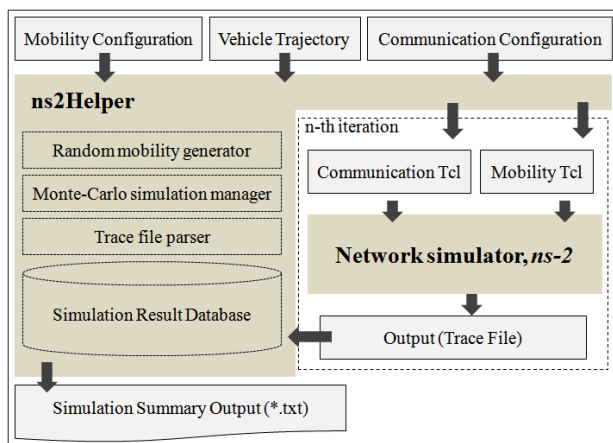 Mobility Configuration
Vehicle Trajectory
Communication Configuration
ns2Helper
n-th iteration
Random mobility generator
Monte-Carlo simulation manager
Trace file parser
Simulation Result Database
Communication Tcl
Mobility Tcl
Network simulator, ns-2
Output (Trace File)
Simulation Summary Output (*.txt)